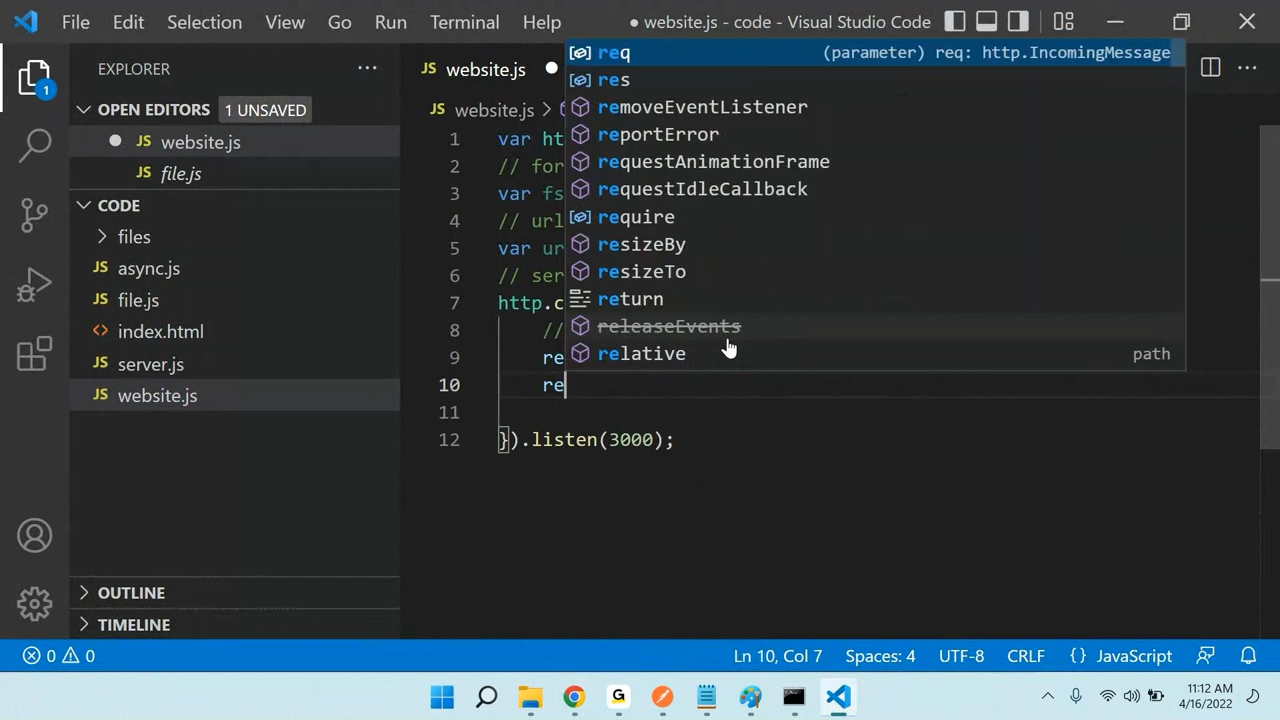 File Edit Selection View Go Run Terminal Help
● website.js - code - Visual Studio Code
EXPLORER
OPEN EDITORS 1 UNSAVED
JS website.js
JS file.js
CODE
files
JS async.js
JS file.js
<> index.html
JS server.js
JS website.js
OUTLINE
TIMELINE
1
JS website.js
JS website.js >
1 var ht
2 // for
3 var fs
4 // url
5 var ur
6 // ser
7 http.c
8 //
9 re
10 re
11
12 }).listen(3000);
req (parameter) req: http.IncomingMessage
res
removeEventListener
reportError
requestAnimationFrame
requestIdleCallback
require
resizeBy
resizeTo
return
releaseEvents
relative path
0 0
Ln 10, Col 7 Spaces: 4 UTF-8 CRLF {} JavaScript
G
11:12 AM
4/16/2022